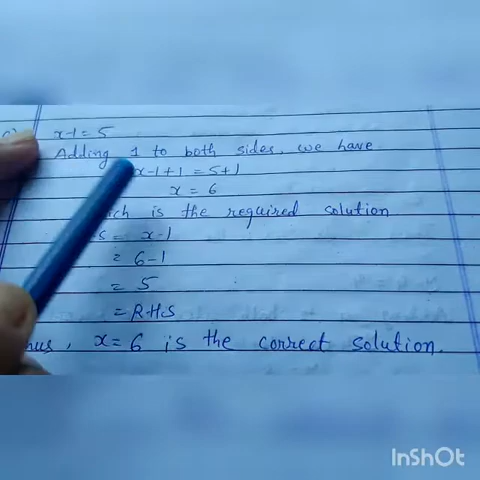 x-1=5
Adding 1 to both sides, we have
x-1+1=5+1
x=6
is the required solution
= x-1
= 6-1
= 5
= RHS
x=6 is the correct solution.
InShOt